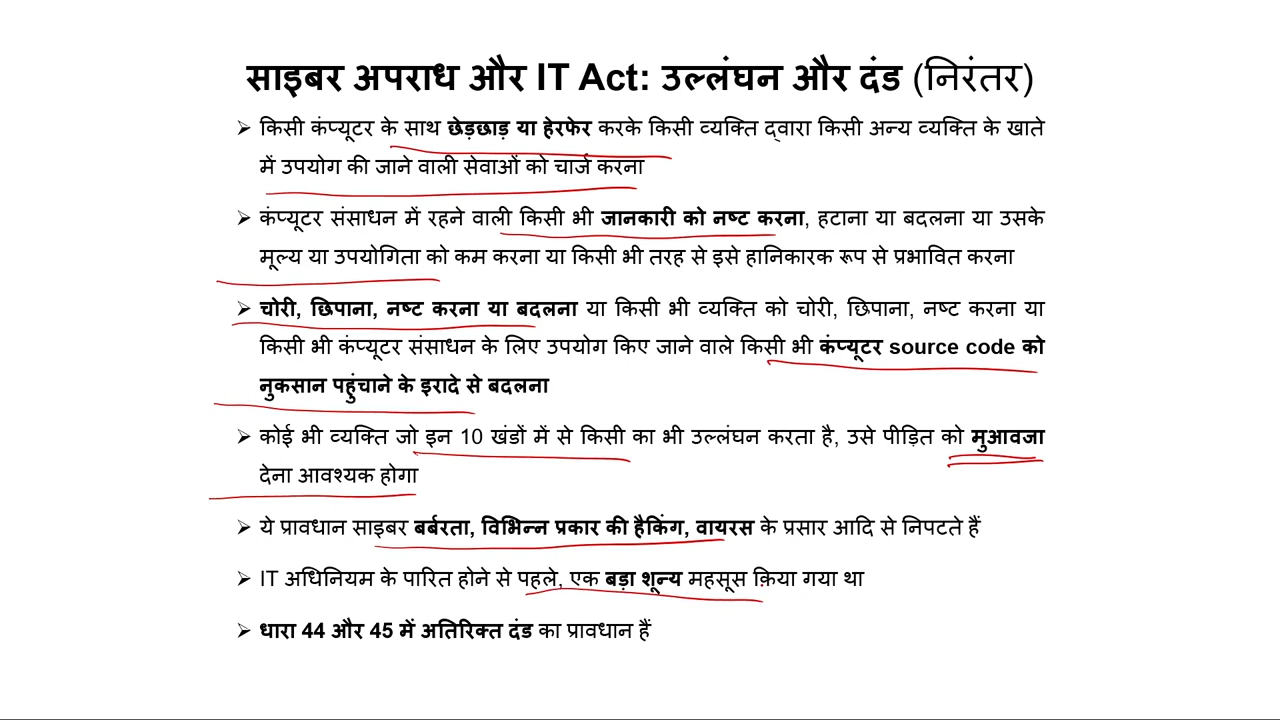 साइबर अपराध और IT Act: उल्लंघन और दंड (निरंतर)
➢ किसी कंप्यूटर के साथ छेड़छाड़ या हेरफेर करके किसी व्यक्ति द्वारा किसी अन्य व्यक्ति के खाते
में उपयोग की जाने वाली सेवाओं को चार्ज करना
➢ कंप्यूटर संसाधन में रहने वाली किसी भी जानकारी को नष्ट करना, हटाना या बदलना या उसके
मूल्य या उपयोगिता को कम करना या किसी भी तरह से इसे हानिकारक रूप से प्रभावित करना
➢ चोरी, छिपाना, नष्ट करना या बदलना या किसी भी व्यक्ति को चोरी, छिपाना, नष्ट करना या
किसी भी कंप्यूटर संसाधन के लिए उपयोग किए जाने वाले किसी भी कंप्यूटर source code को
नुकसान पहुंचाने के इरादे से बदलना
➢ कोई भी व्यक्ति जो इन 10 खंडों में से किसी का भी उल्लंघन करता है, उसे पीड़ित को मुआवजा
देना आवश्यक होगा
➢ ये प्रावधान साइबर बर्बरता, विभिन्न प्रकार की हैकिंग, वायरस के प्रसार आदि से निपटते हैं
➢ IT अधिनियम के पारित होने से पहले, एक बड़ा शून्य महसूस किया गया था
➢ धारा 44 और 45 में अतिरिक्त दंड का प्रावधान हैं